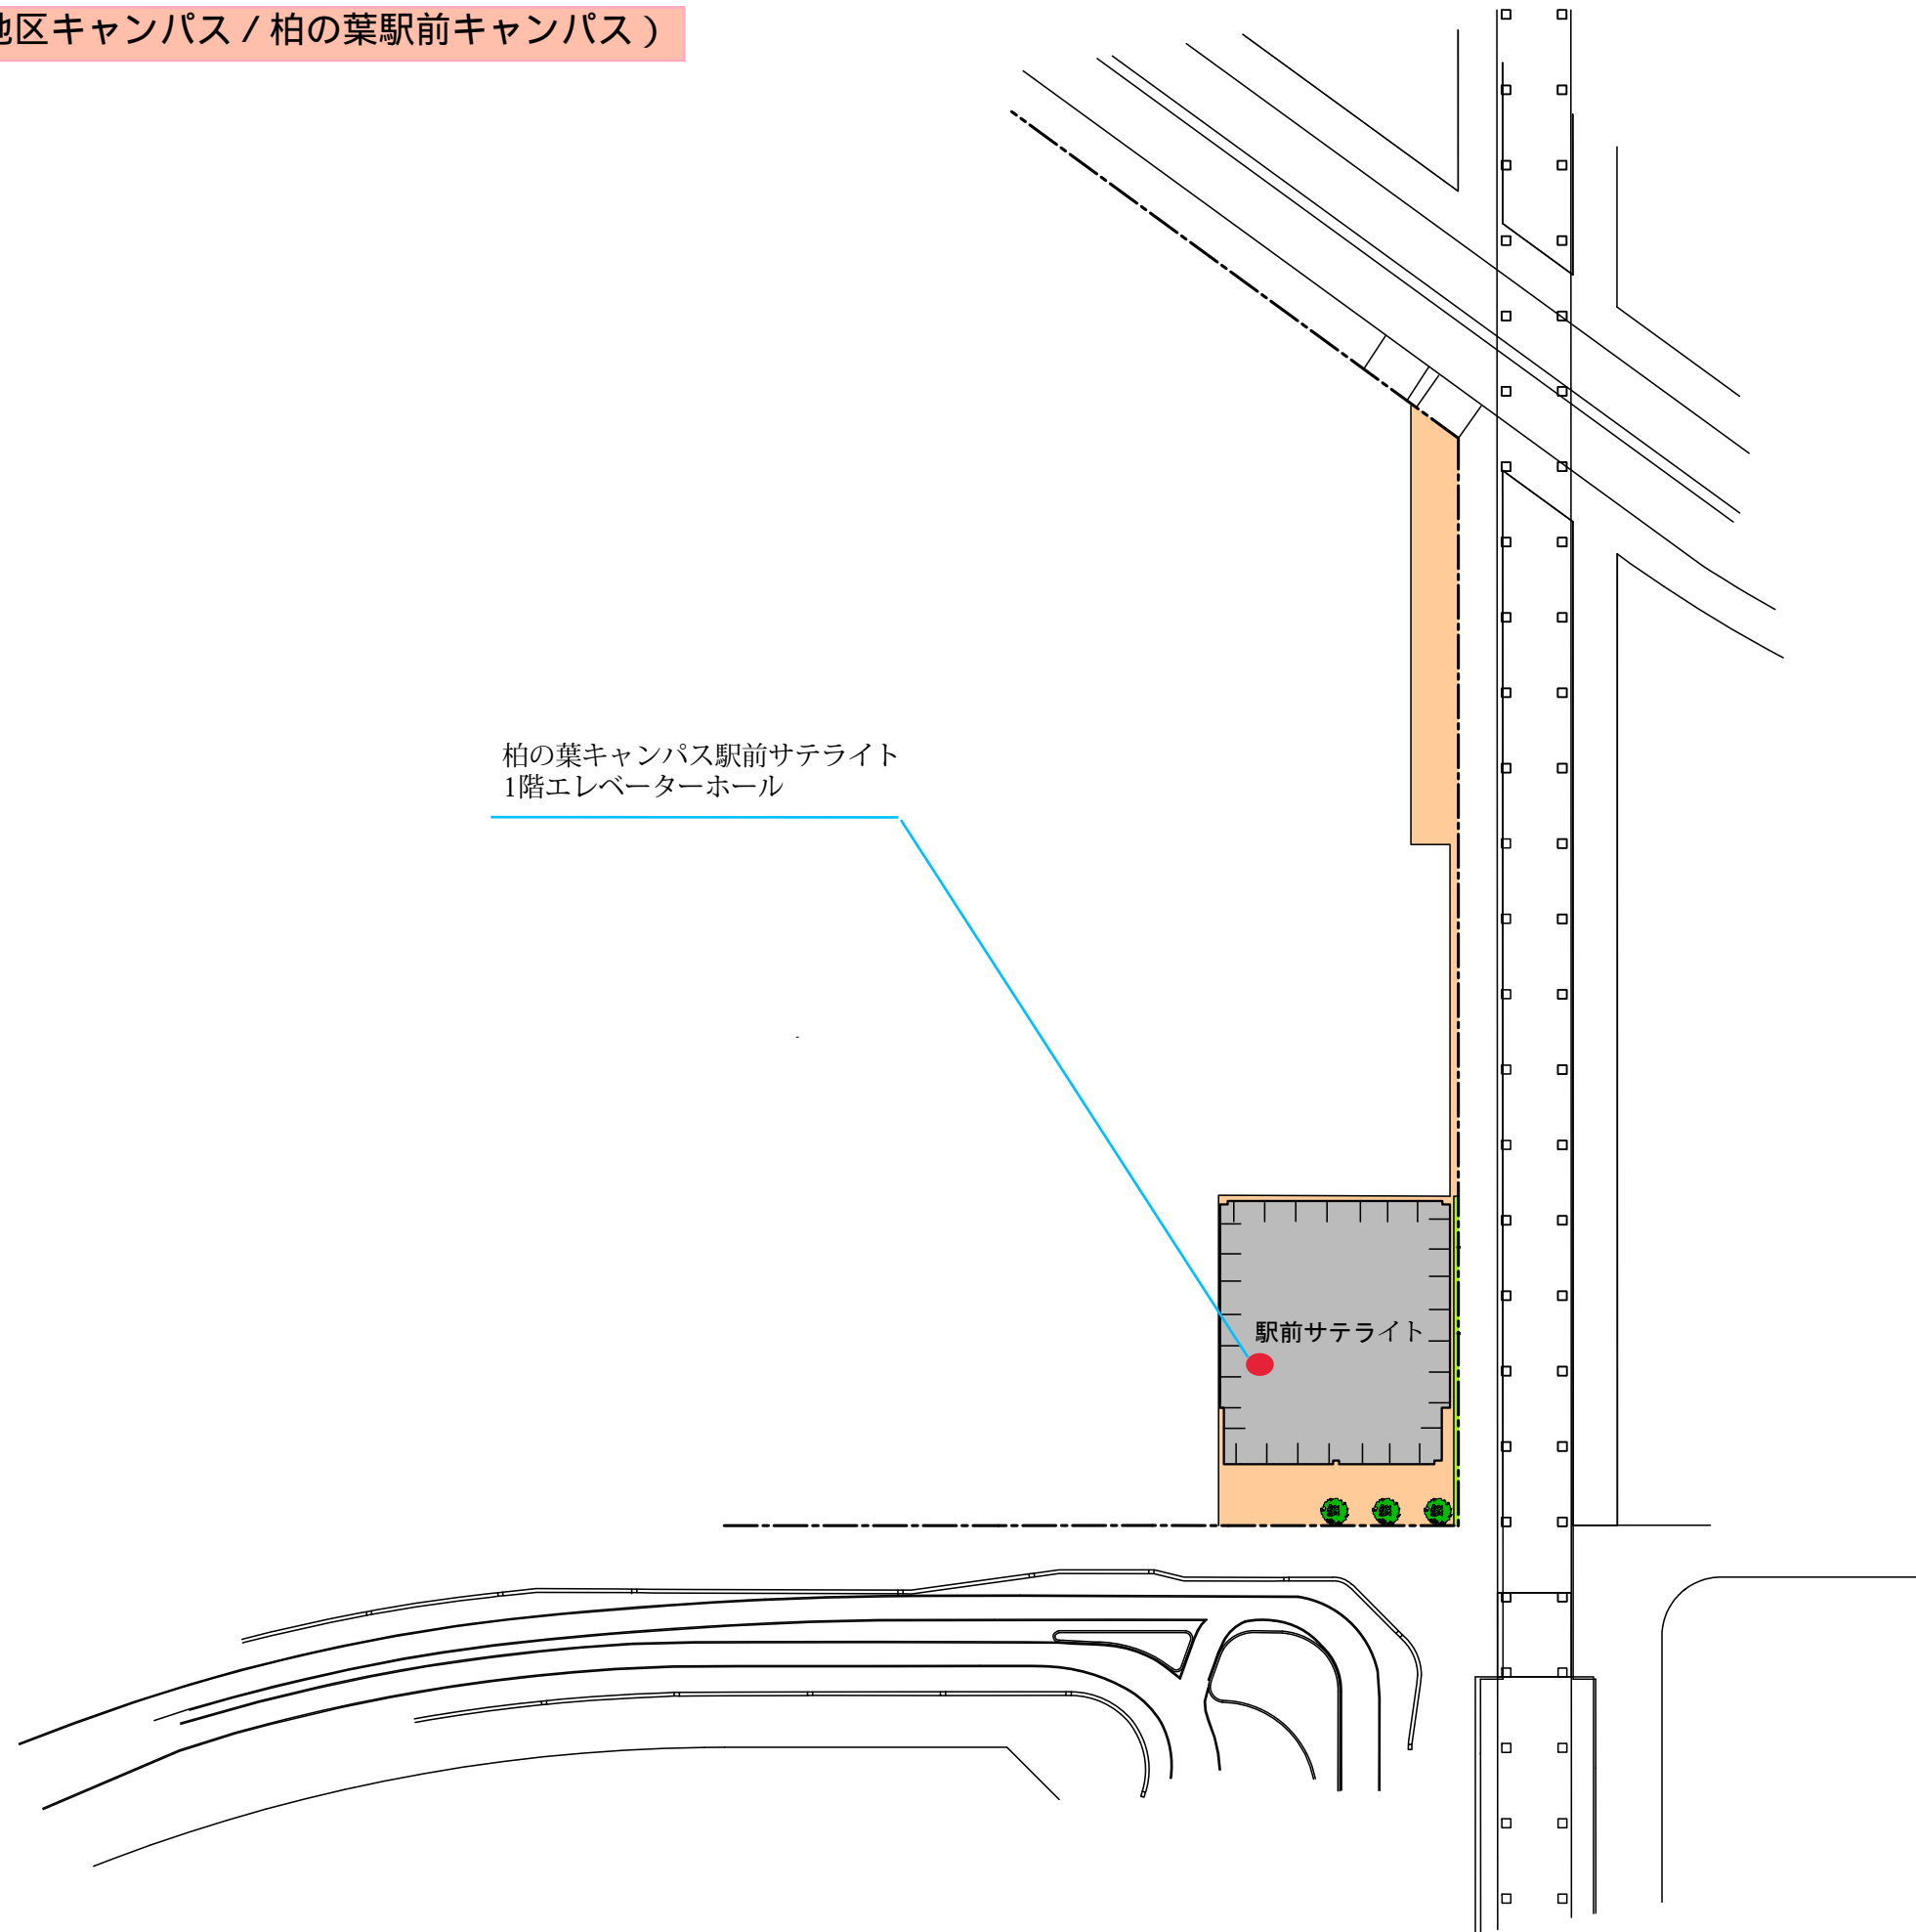 地区キャンパス / 柏の葉駅前キャンパス )
柏の葉キャンパス駅前サテライト
1階エレベーターホール
駅前サテライト